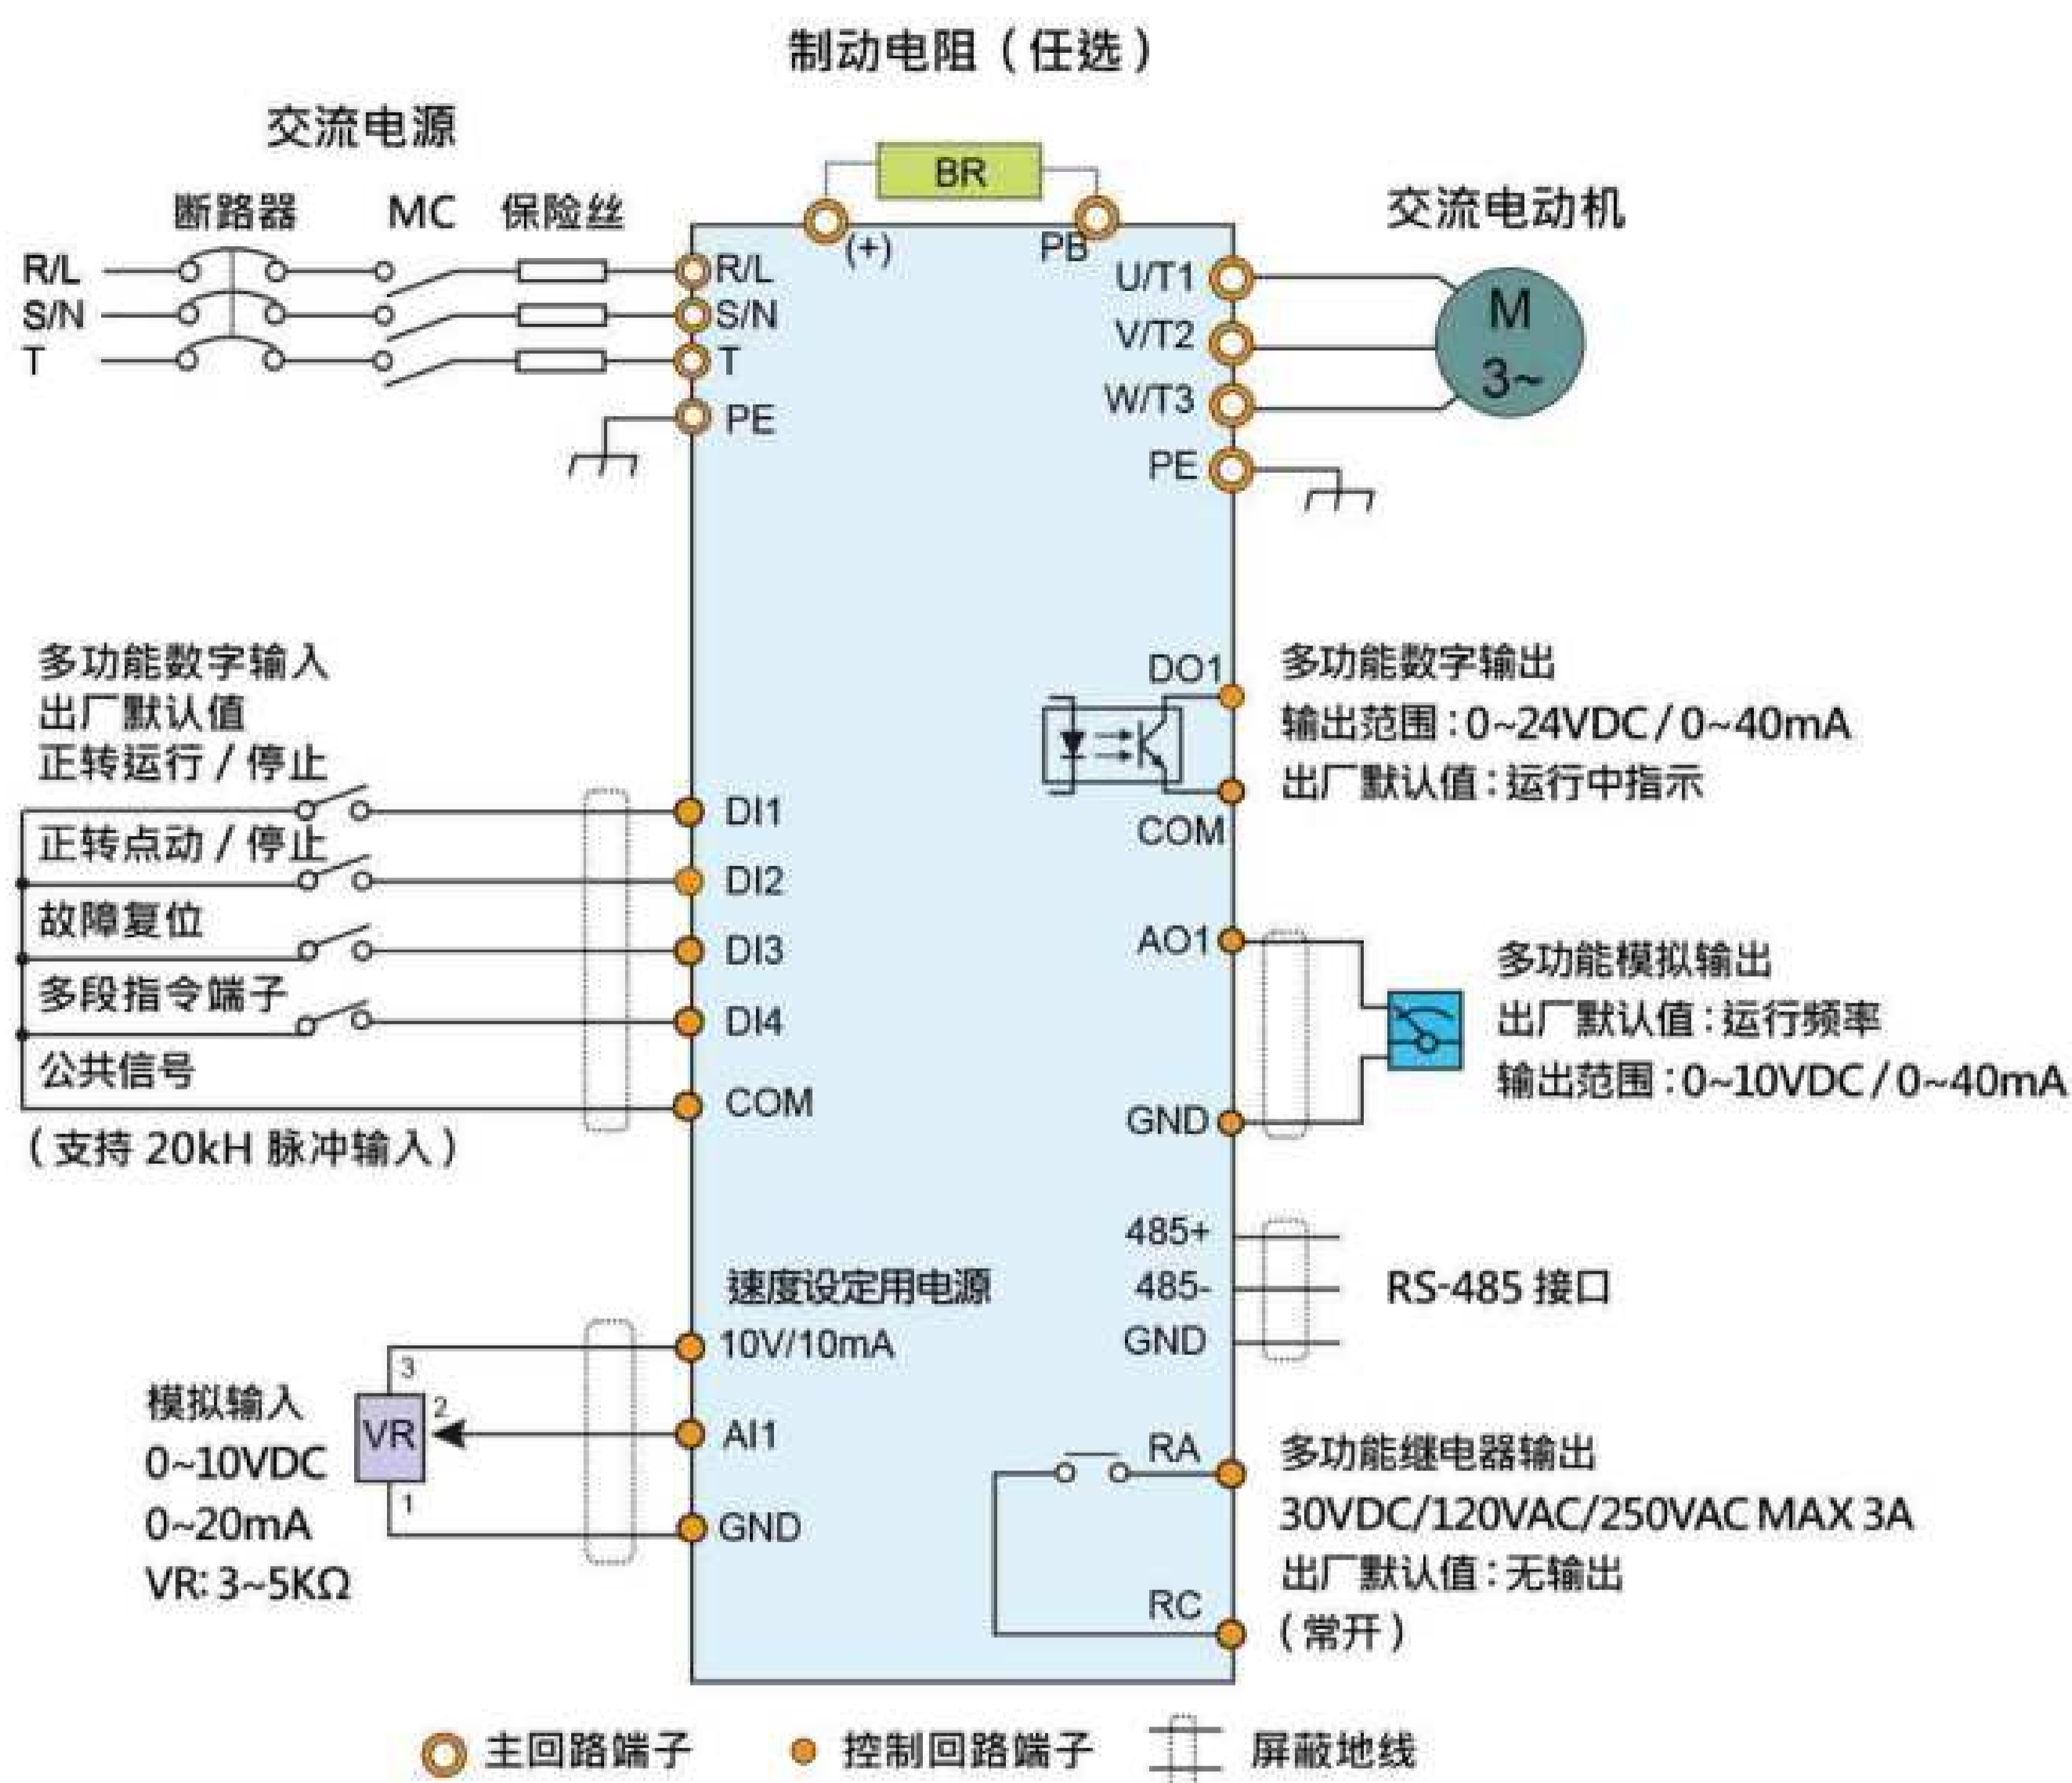 制动电阻（任选）
交流电源
BR
断路器 MC 保险丝
交流电动机
(+) PB
R/L R/L
S/N S/N
T T
PE
U/T1
V/T2
W/T3
PE
M
3~
多功能数字输入
出厂默认值
正转运行 / 停止
DI1
正转点动 / 停止
DI2
故障复位
DI3
多段指令端子
DI4
公共信号
COM
（支持 20kH 脉冲输入）
DO1
COM
多功能数字输出
输出范围：0~24VDC / 0~40mA
出厂默认值：运行中指示
AO1
GND
多功能模拟输出
出厂默认值：运行频率
输出范围：0~10VDC / 0~40mA
485+
485-
GND
RS-485 接口
速度设定用电源
10V/10mA
AI1
GND
3
2
VR
1
模拟输入
0~10VDC
0~20mA
VR: 3~5KΩ
RA
RC
多功能继电器输出
30VDC/120VAC/250VAC MAX 3A
出厂默认值：无输出
（常开）
主回路端子 控制回路端子 屏蔽地线